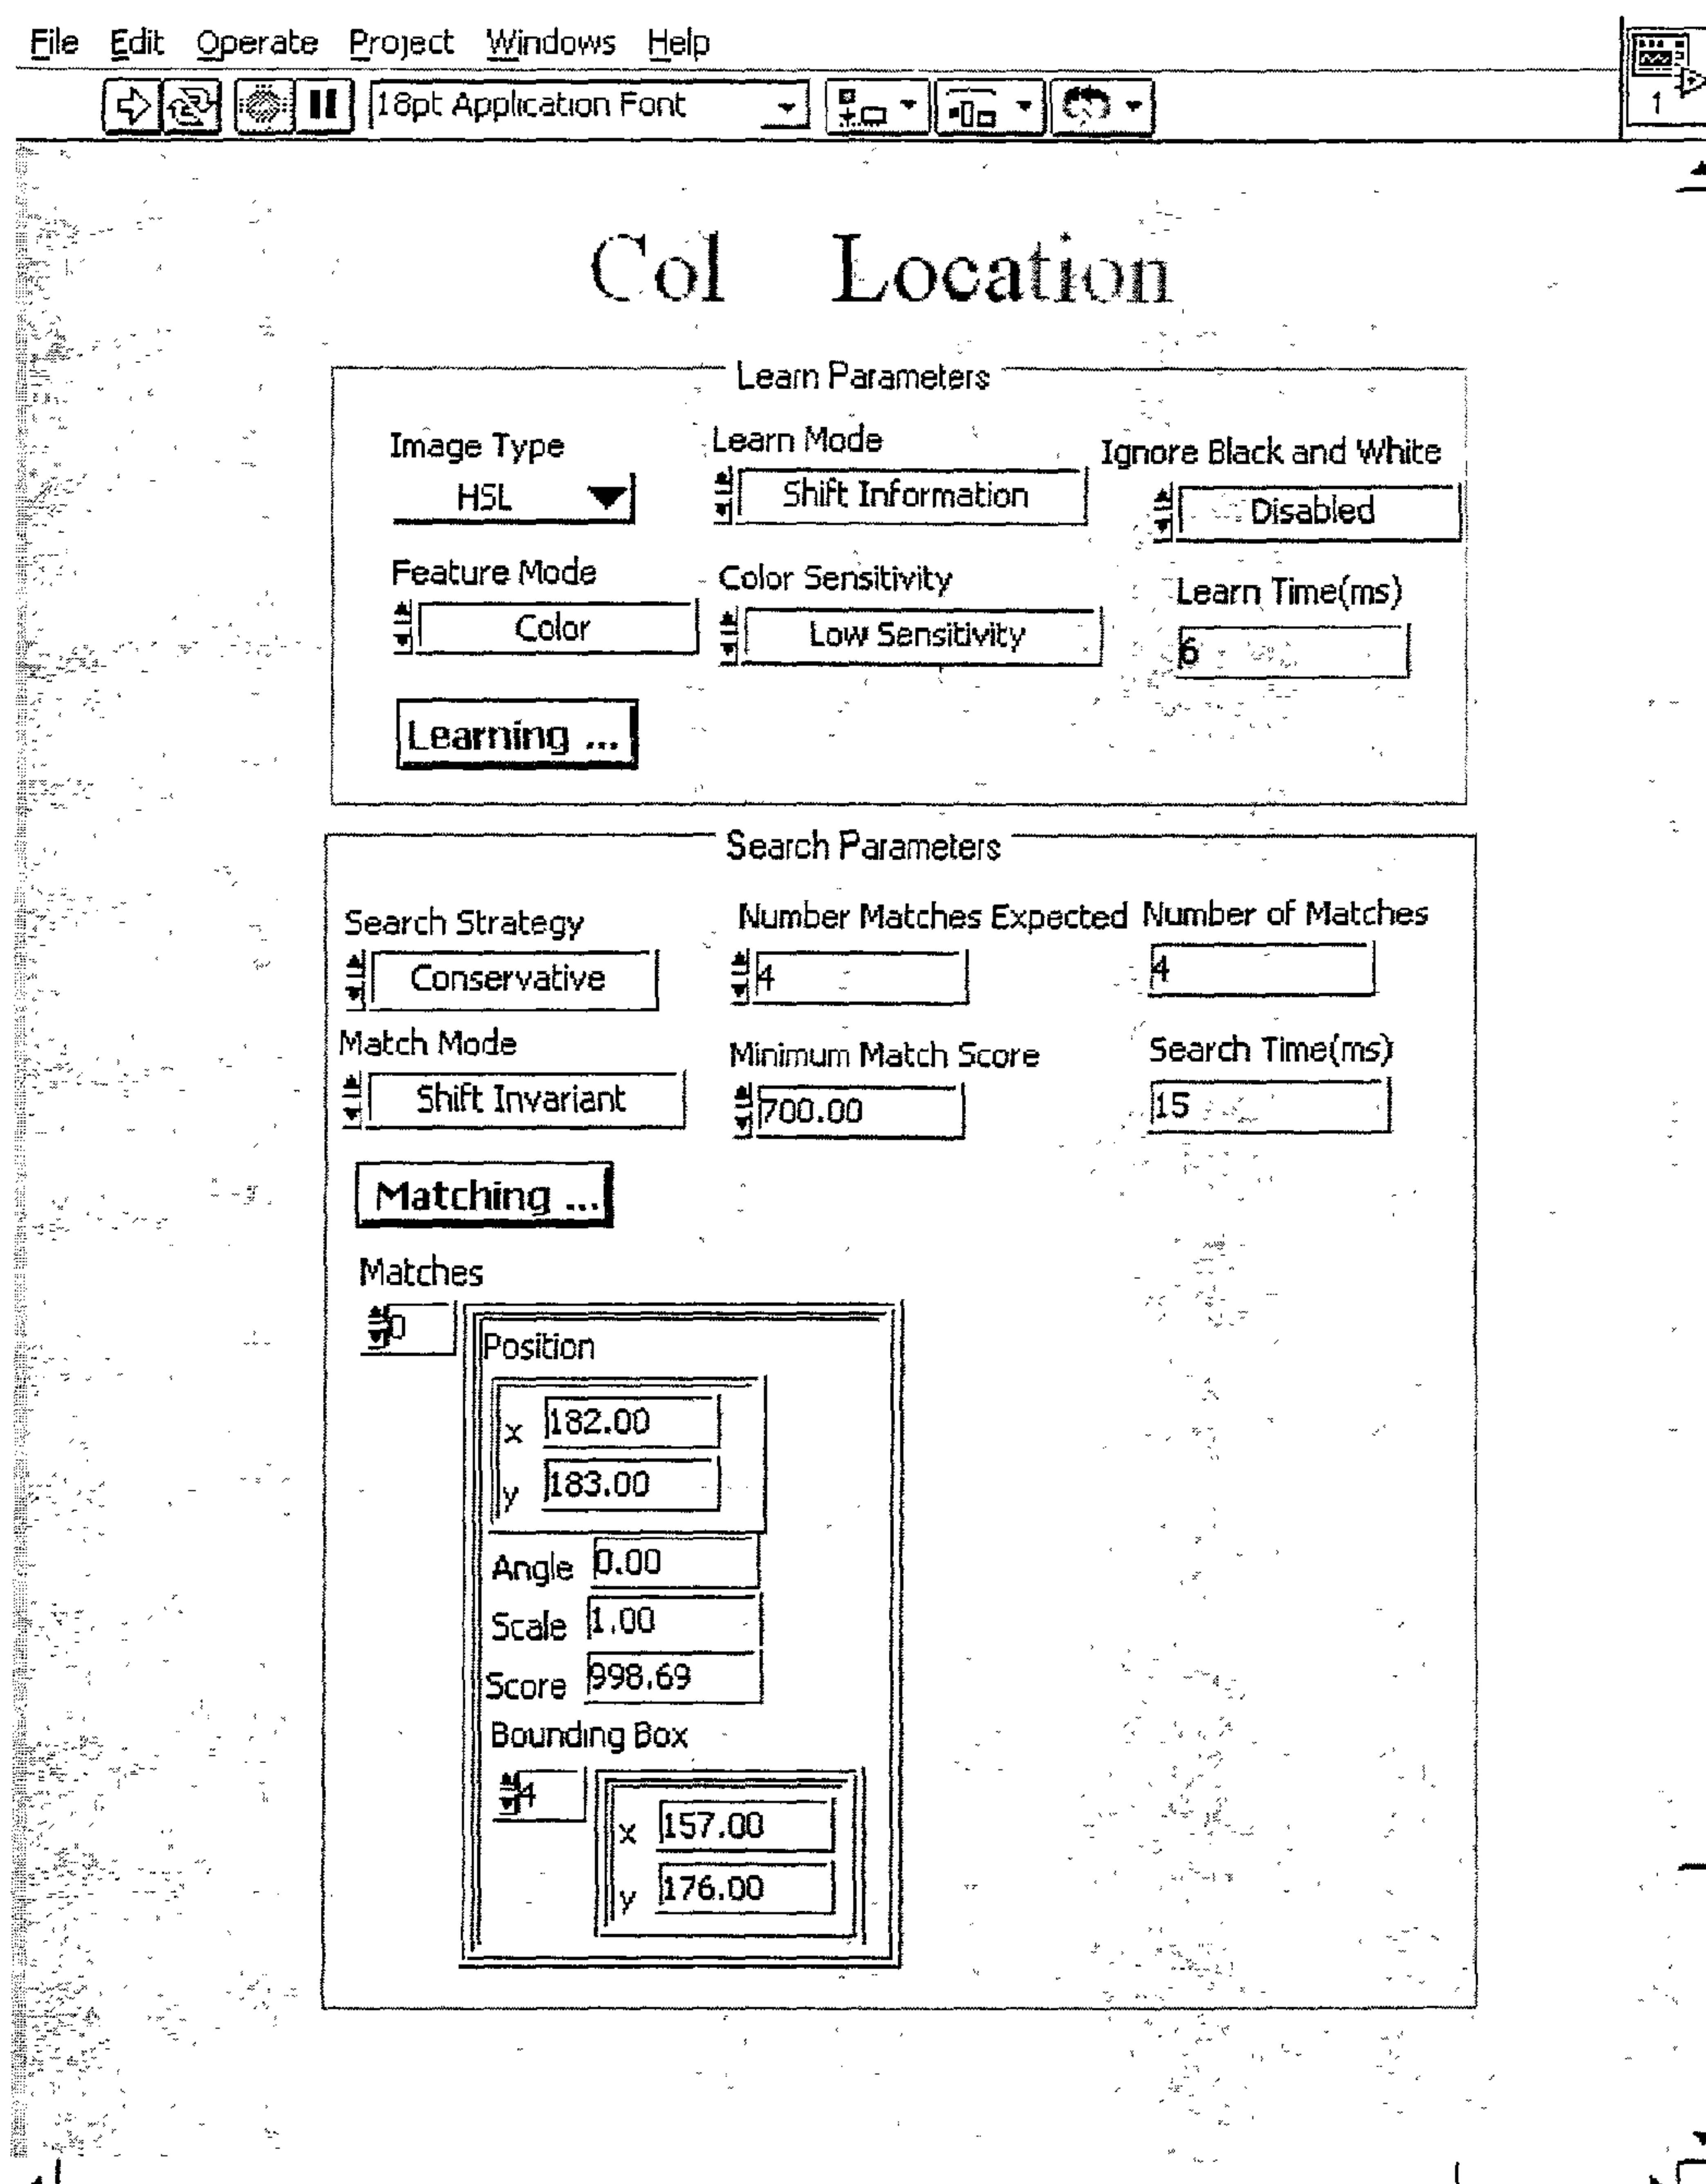 File Edit Operate Project Windows Help
18pt Application Font
1
Col Location
Learn Parameters
Image Type Learn Mode Ignore Black and White
HSL Shift Information Disabled
Feature Mode Color Sensitivity Learn Time(ms)
Color Low Sensitivity 6
Learning ...
Search Parameters
Search Strategy Number Matches Expected Number of Matches
Conservative 4 4
Match Mode Minimum Match Score Search Time(ms)
Shift Invariant 700.00 15
Matching ...
Matches
0
Position
x 182.00
y 183.00
Angle 0.00
Scale 1.00
Score 998.69
Bounding Box
4
x 157.00
y 176.00